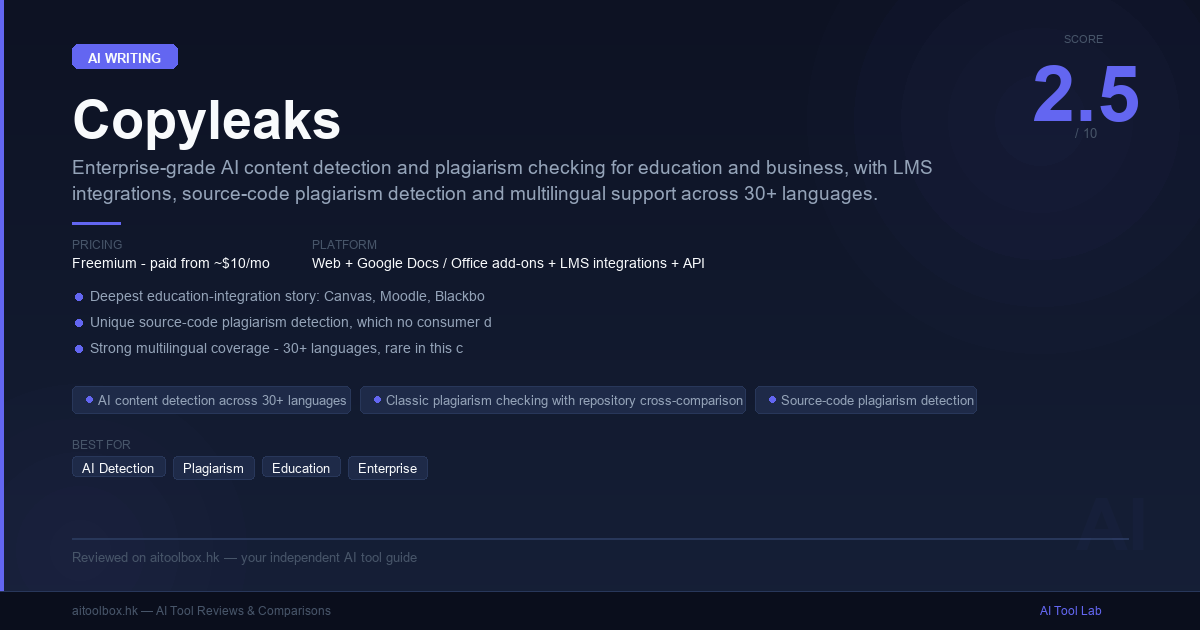 AI WRITING
SCORE
2.5
/ 10
Copyleaks
Enterprise-grade AI content detection and plagiarism checking for education and business, with LMS
integrations, source-code plagiarism detection and multilingual support across 30+ languages.
PRICING
PLATFORM
Freemium - paid from ~$10/mo
Web + Google Docs / Office add-ons + LMS integrations + API
Deepest education-integration story: Canvas, Moodle, Blackbo
Unique source-code plagiarism detection, which no consumer d
Strong multilingual coverage - 30+ languages, rare in this c
AI content detection across 30+ languages
Classic plagiarism checking with repository cross-comparison
Source-code plagiarism detection
BEST FOR
AI Detection
Plagiarism
Education
Enterprise
AI
Reviewed on aitoolbox.hk — your independent AI tool guide
aitoolbox.hk — AI Tool Reviews & Comparisons
AI Tool Lab